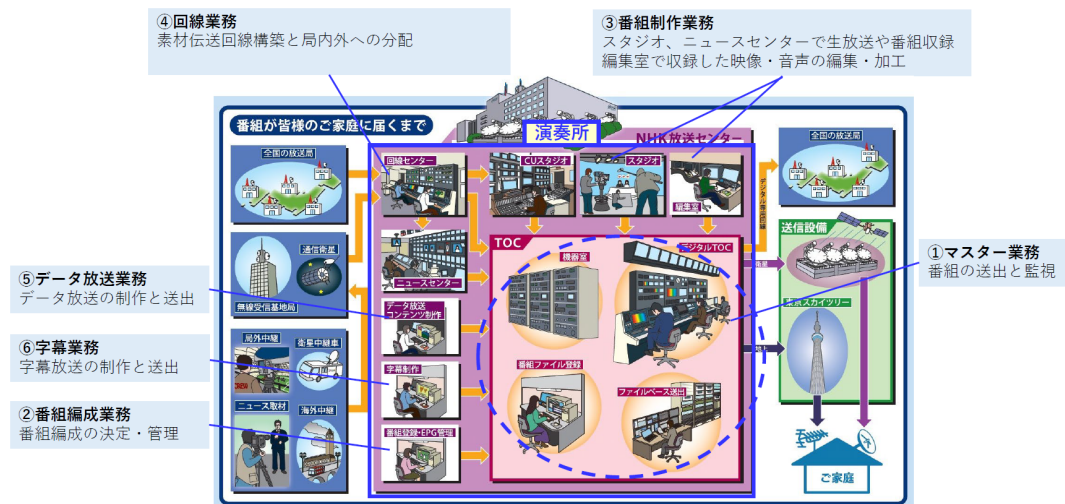 ④回線業務
素材伝送回線構築と局内外への分配
③番組制作業務
スタジオ、ニュースセンターで生放送や番組収録
編集室で収録した映像・音声の編集・加工
番組が皆様のご家庭に届くまで
演奏所
NHK放送センター
全国の放送局
回線センター
CUスタジオ
スタジオ
編集室
デジタル専用回線
全国の放送局
通信衛星
無線受信基地局
ニュースセンター
TOC
機器室
デジタルTOC
衛星
送信設備
①マスター業務
番組の送出と監視
⑤データ放送業務
データ放送の制作と送出
データ放送
コンテンツ制作
東京スカイツリー
地上
局外中継
衛星中継車
⑥字幕業務
字幕放送の制作と送出
字幕制作
番組ファイル登録
ファイルベース送出
ニュース取材
海外中継
②番組編成業務
番組編成の決定・管理
番組登録・EPG管理
ご家庭